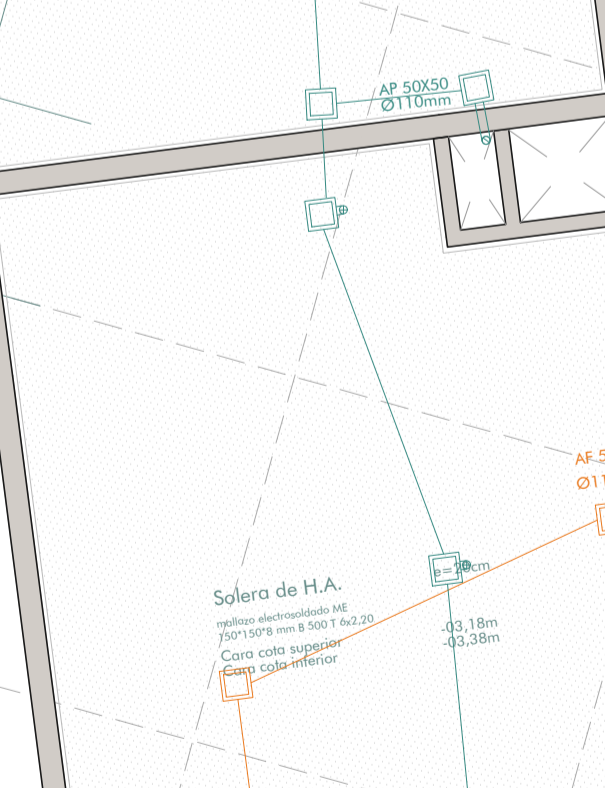 AP 50X50
Ø110mm
AF 5
Ø11
e=20cm
Solera de H.A.
mallazo electrosoldado ME
150*150*8 mm B 500 T 6x2,20
Cara cota superior
-03,18m
Cara cota inferior
-03,38m